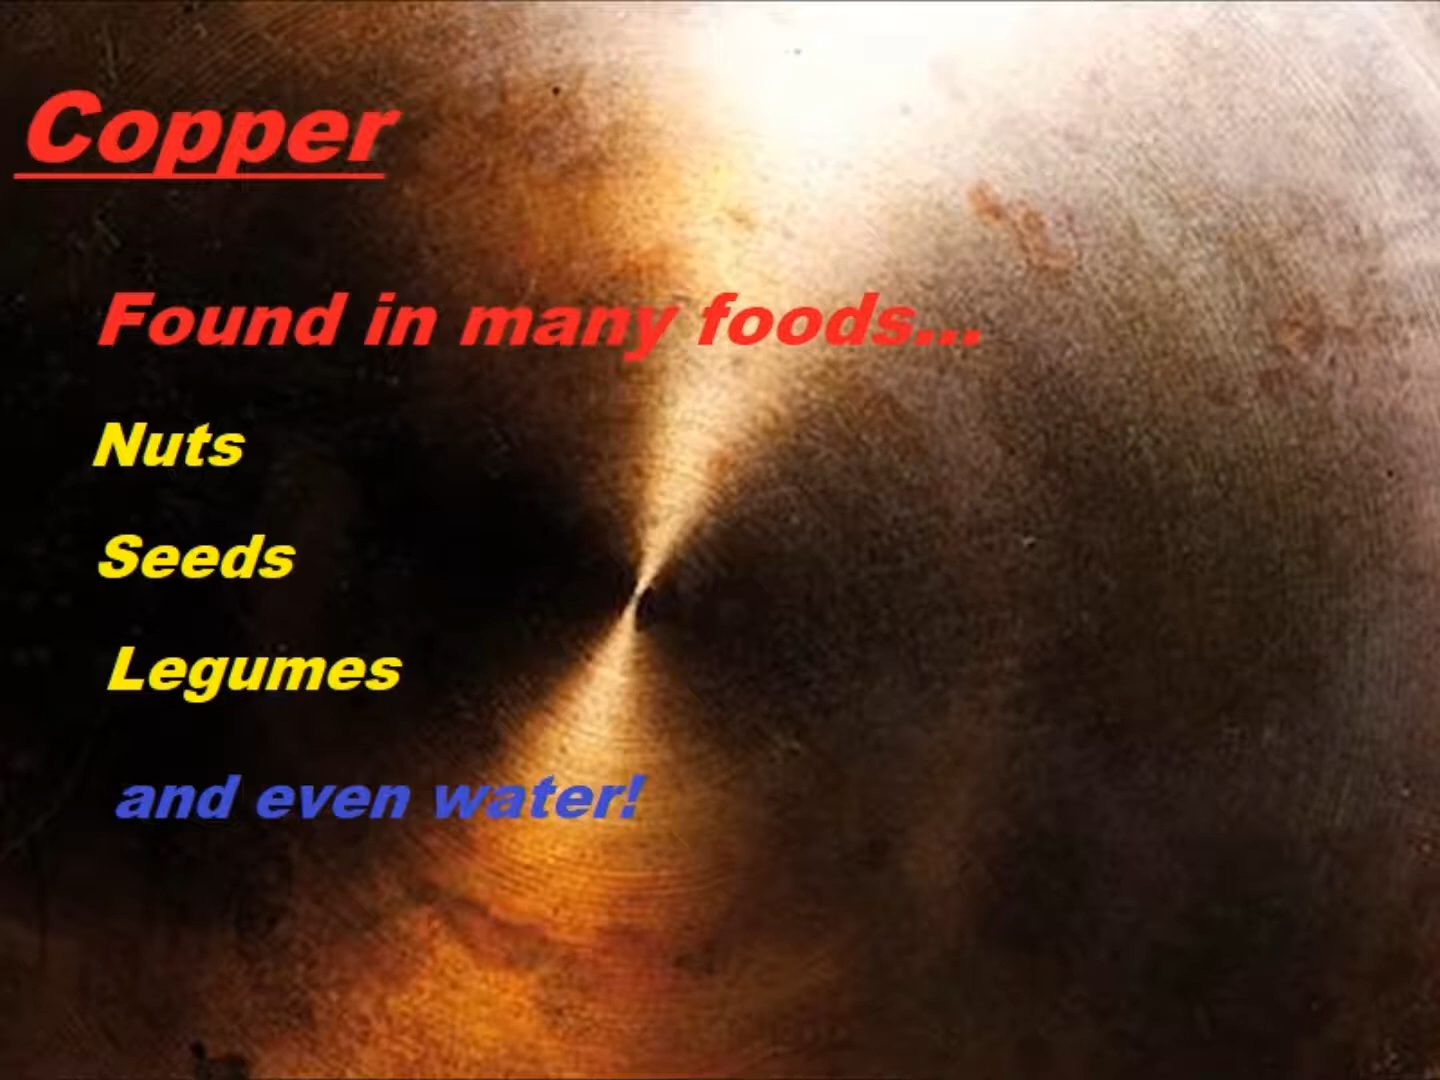 Copper
Found in many foods...
Nuts
Seeds
Legumes
and even water!